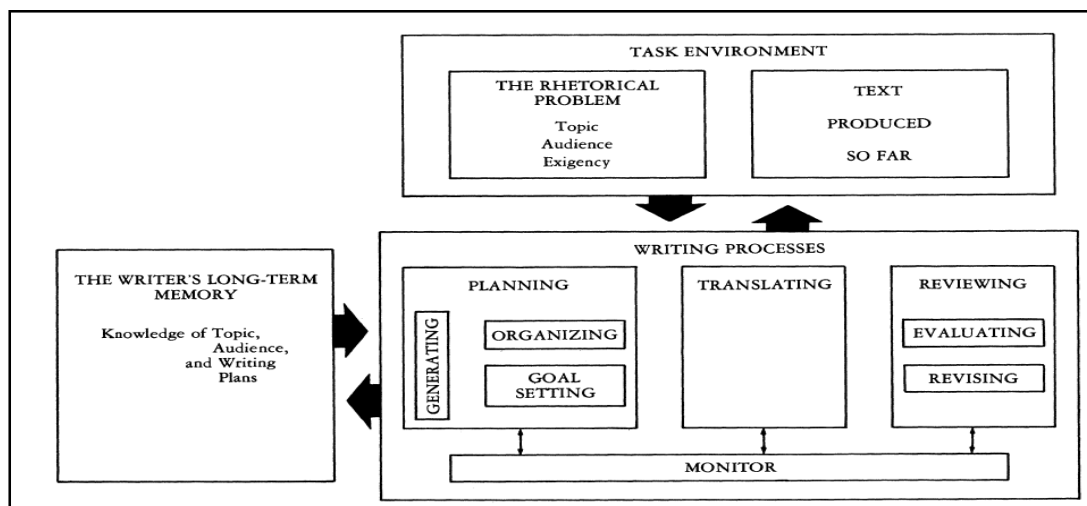 TASK ENVIRONMENT
THE RHETORICAL
PROBLEM
Topic
Audience
Exigency
TEXT
PRODUCED
SO FAR
THE WRITER'S LONG-TERM
MEMORY
Knowledge of Topic,
Audience,
and Writing
Plans
WRITING PROCESSES
PLANNING
GENERATING
ORGANIZING
GOAL
SETTING
TRANSLATING
REVIEWING
EVALUATING
REVISING
MONITOR